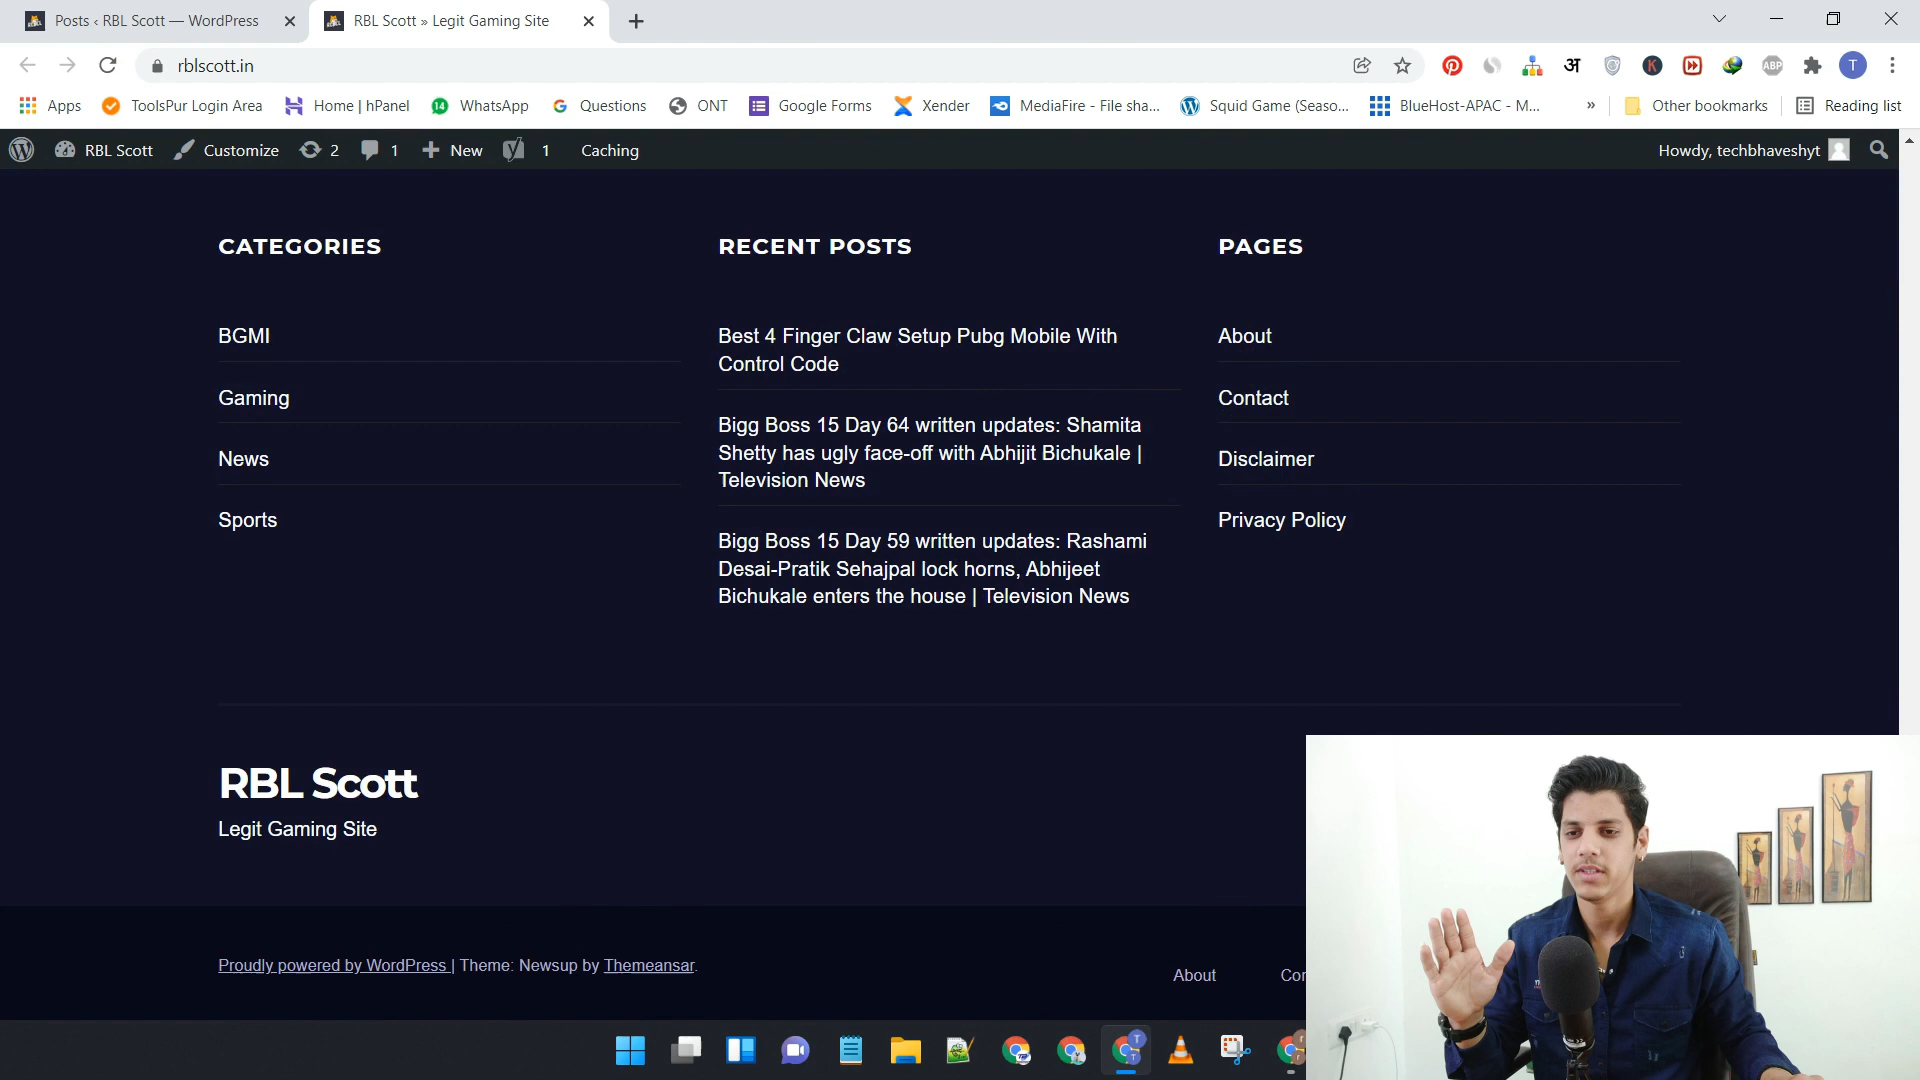 Posts ‹ RBL Scott — WordPress
RBL Scott » Legit Gaming Site
rblscott.in
Apps
ToolsPur Login Area
Home | hPanel
WhatsApp
Questions
ONT
Google Forms
Xender
MediaFire - File sha...
Squid Game (Seaso...
BlueHost-APAC - M...
»
Other bookmarks
Reading list
RBL Scott
Customize
2
1
New
1
Caching
Howdy, techbhaveshyt
CATEGORIES
BGMI
Gaming
News
Sports
RECENT POSTS
Best 4 Finger Claw Setup Pubg Mobile With
Control Code
Bigg Boss 15 Day 64 written updates: Shamita
Shetty has ugly face-off with Abhijit Bichukale |
Television News
Bigg Boss 15 Day 59 written updates: Rashami
Desai-Pratik Sehajpal lock horns, Abhijeet
Bichukale enters the house | Television News
PAGES
About
Contact
Disclaimer
Privacy Policy
RBL Scott
Legit Gaming Site
Proudly powered by WordPress | Theme: Newsup by Themeansar.
About